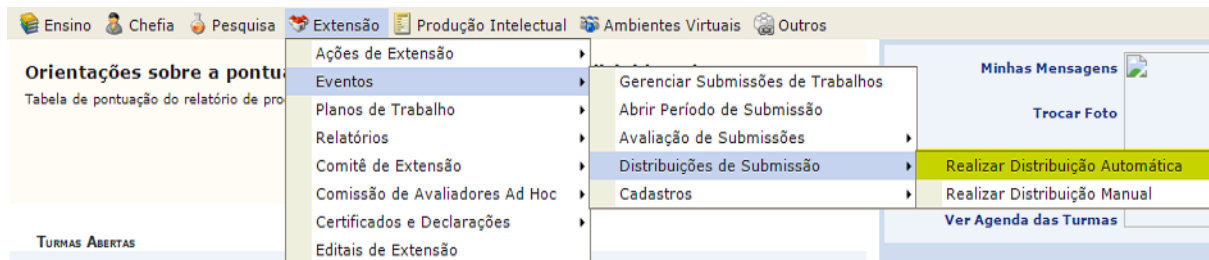 Ensino Chefia Pesquisa Extensão Produção Intelectual Ambientes Virtuais Outros
Orientações sobre a pontua
Tabela de pontuação do relatório de pro
Ações de Extensão
Eventos
Planos de Trabalho
Relatórios
Comitê de Extensão
Comissão de Avaliadores Ad Hoc
Certificados e Declarações
Editais de Extensão
Gerenciar Submissões de Trabalhos
Abrir Período de Submissão
Avaliação de Submissões
Distribuições de Submissão
Cadastros
Realizar Distribuição Automática
Realizar Distribuição Manual
Minhas Mensagens
Trocar Foto
Ver Agenda das Turmas
Turmas Abertas